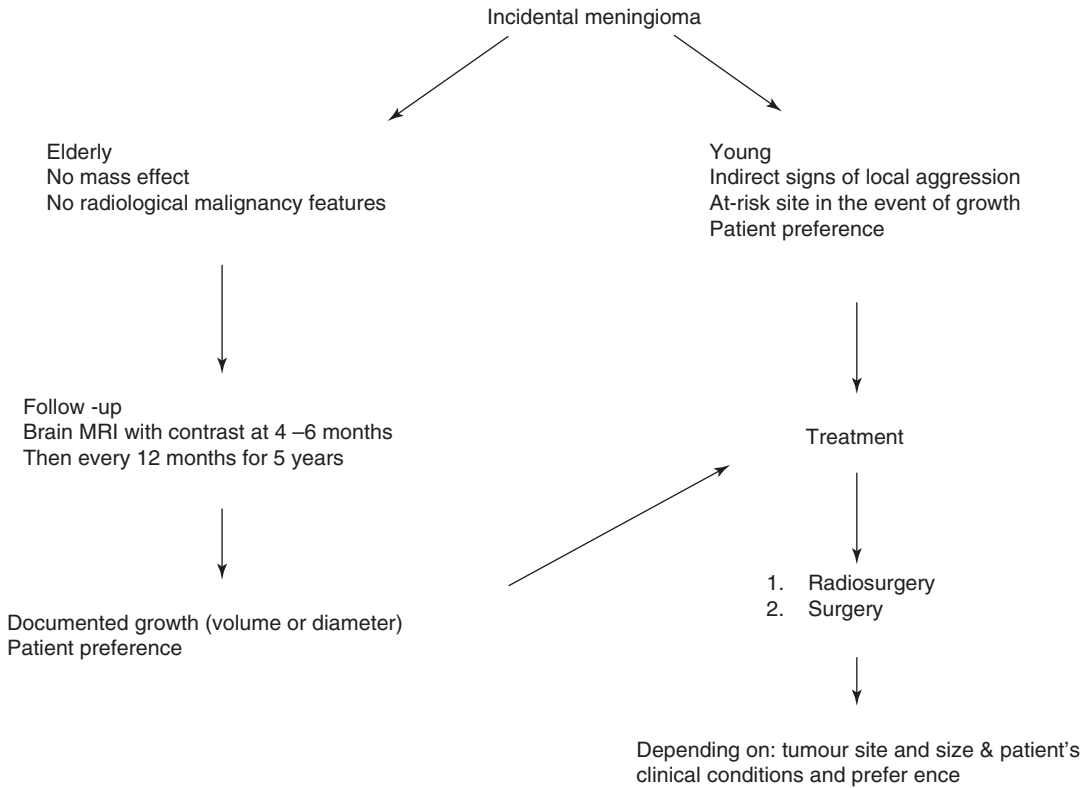 Incidental meningioma
Elderly
No mass effect
No radiological malignancy features
Young
Indirect signs of local aggression
At-risk site in the event of growth
Patient preference
Follow -up
Brain MRI with contrast at 4 –6 months
Then every 12 months for 5 years
Treatment
Documented growth (volume or diameter)
Patient preference
1. Radiosurgery
2. Surgery
Depending on: tumour site and size & patient's
clinical conditions and prefer ence